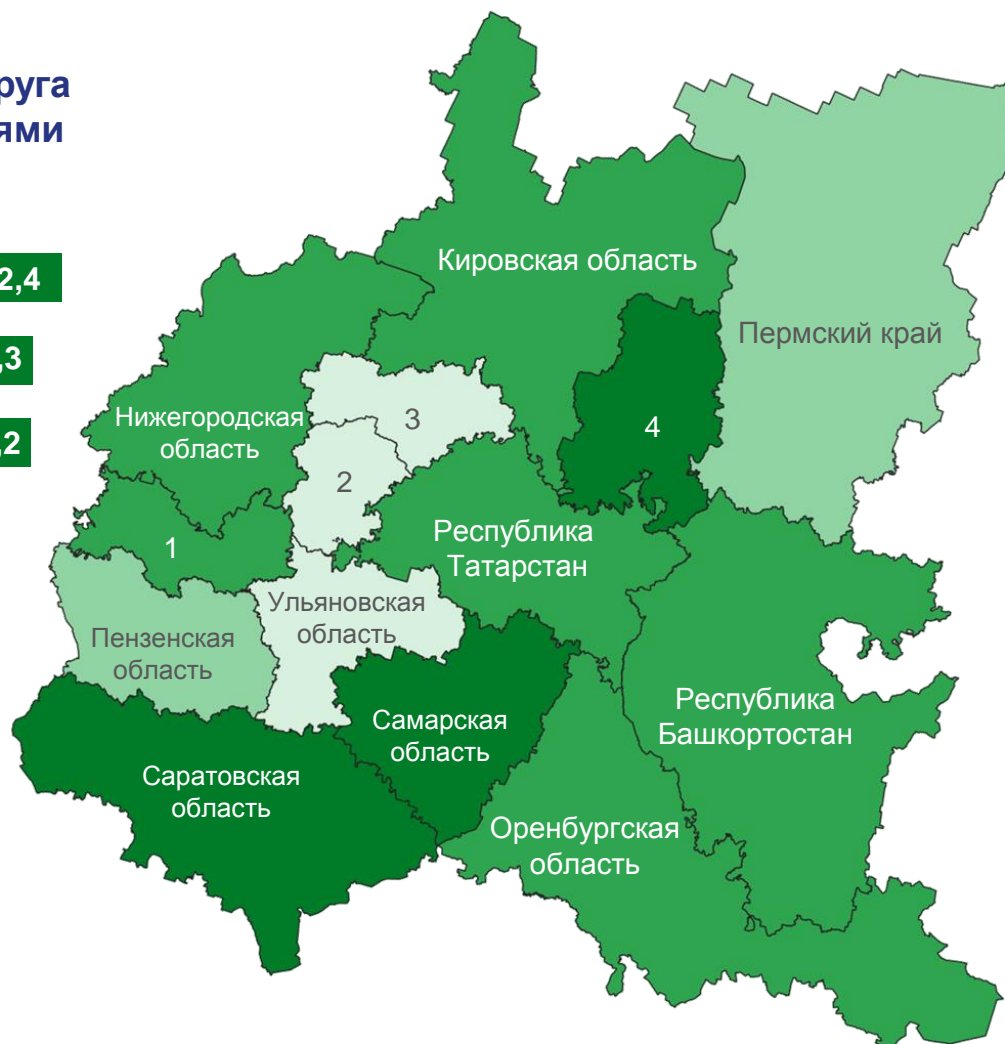 руга
ями
2,4
,3
,2
Кировская область
Пермский край
Нижегородская
область
3
4
2
1
Республика
Татарстан
Ульяновская
область
Пензенская
область
Самарская
область
Республика
Башкортостан
Саратовская
область
Оренбургская
область